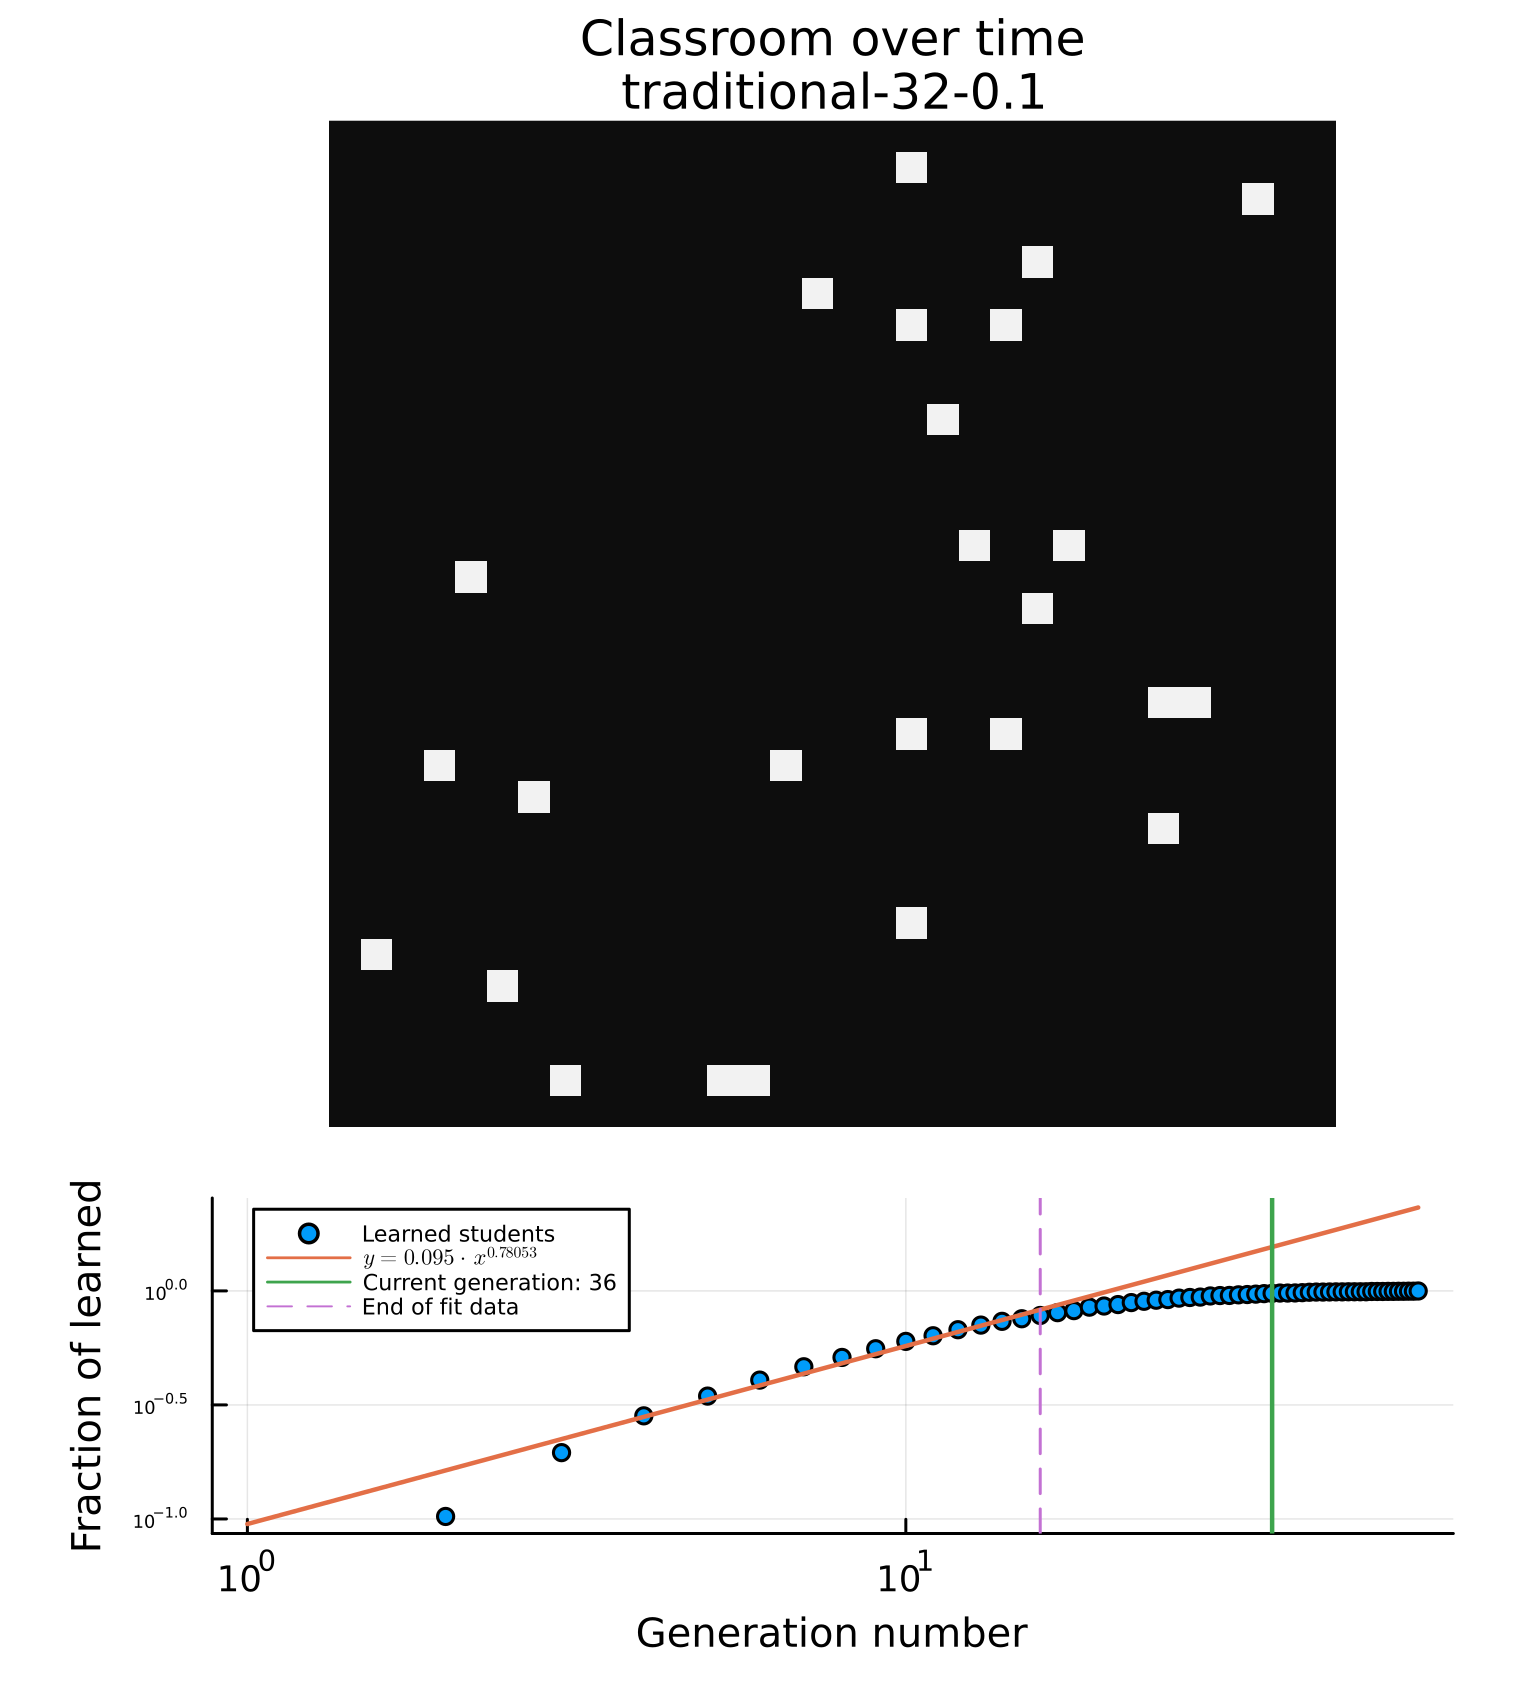 Classroom over time
traditional-32-0.1
Fraction of learned
Learned students
y = 0.095 · x^0.78053
Current generation: 36
End of fit data
10^0.0
10^−0.5
10^−1.0
10^0
10^1
Generation number